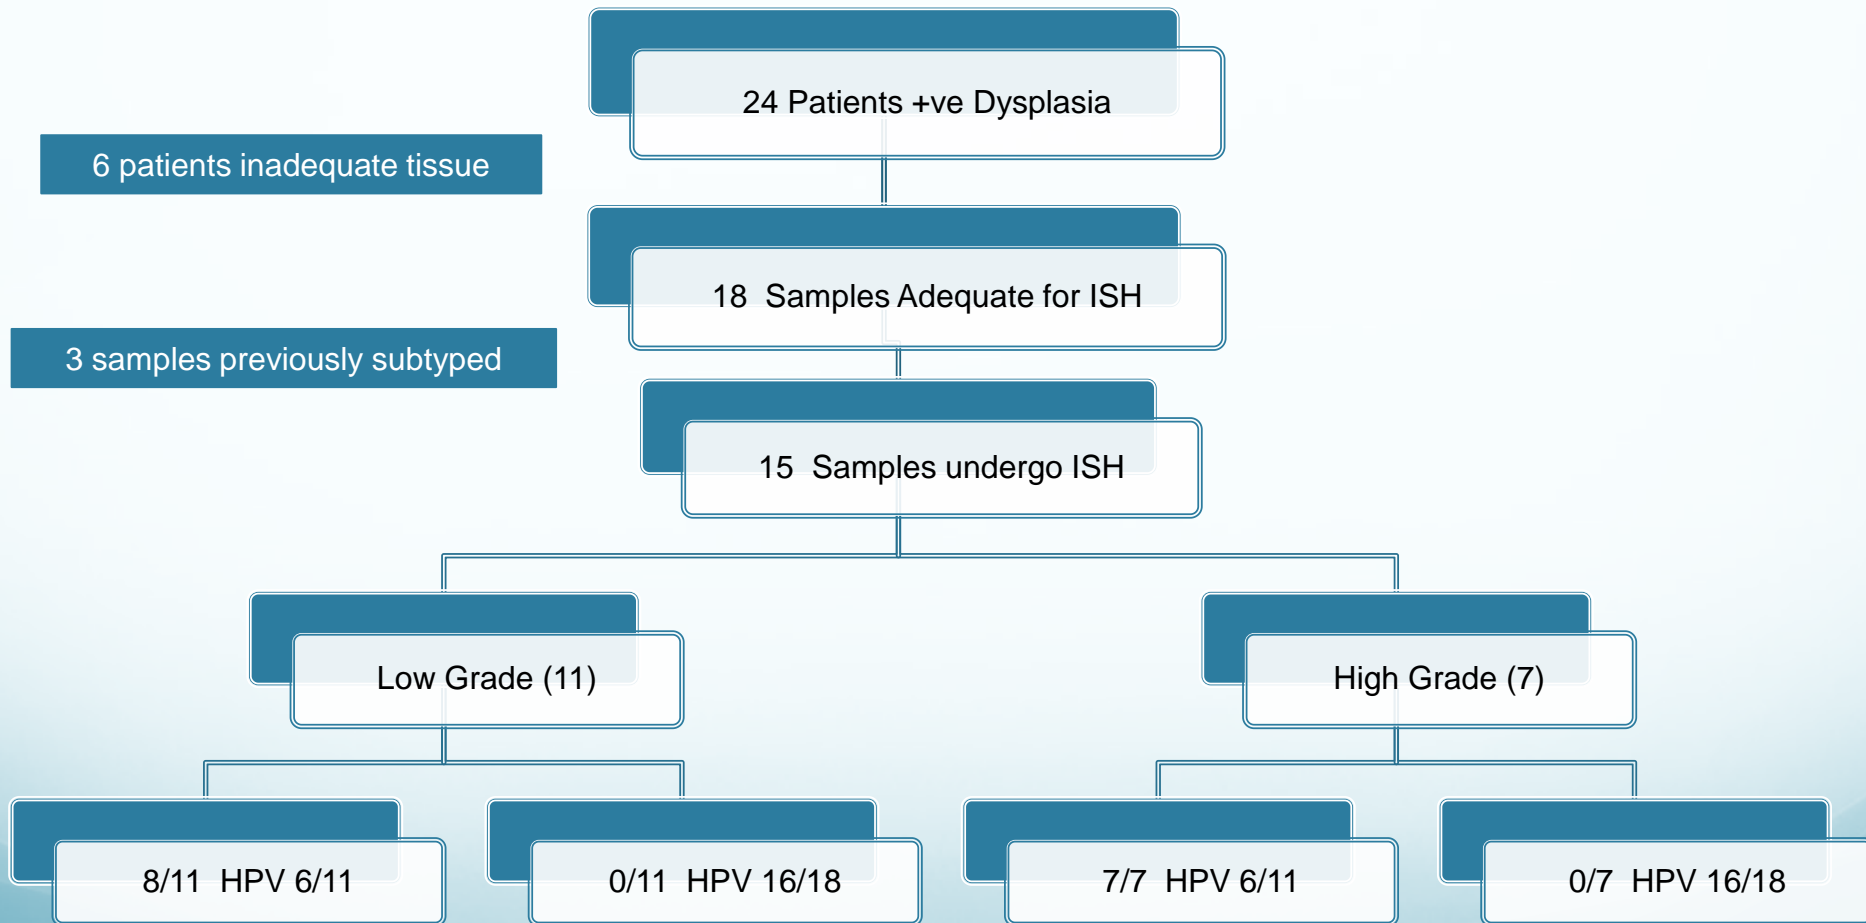 24 Patients +ve Dysplasia
6 patients inadequate tissue
18 Samples Adequate for ISH
3 samples previously subtyped
15 Samples undergo ISH
Low Grade (11)
High Grade (7)
8/11 HPV 6/11
0/11 HPV 16/18
7/7 HPV 6/11
0/7 HPV 16/18